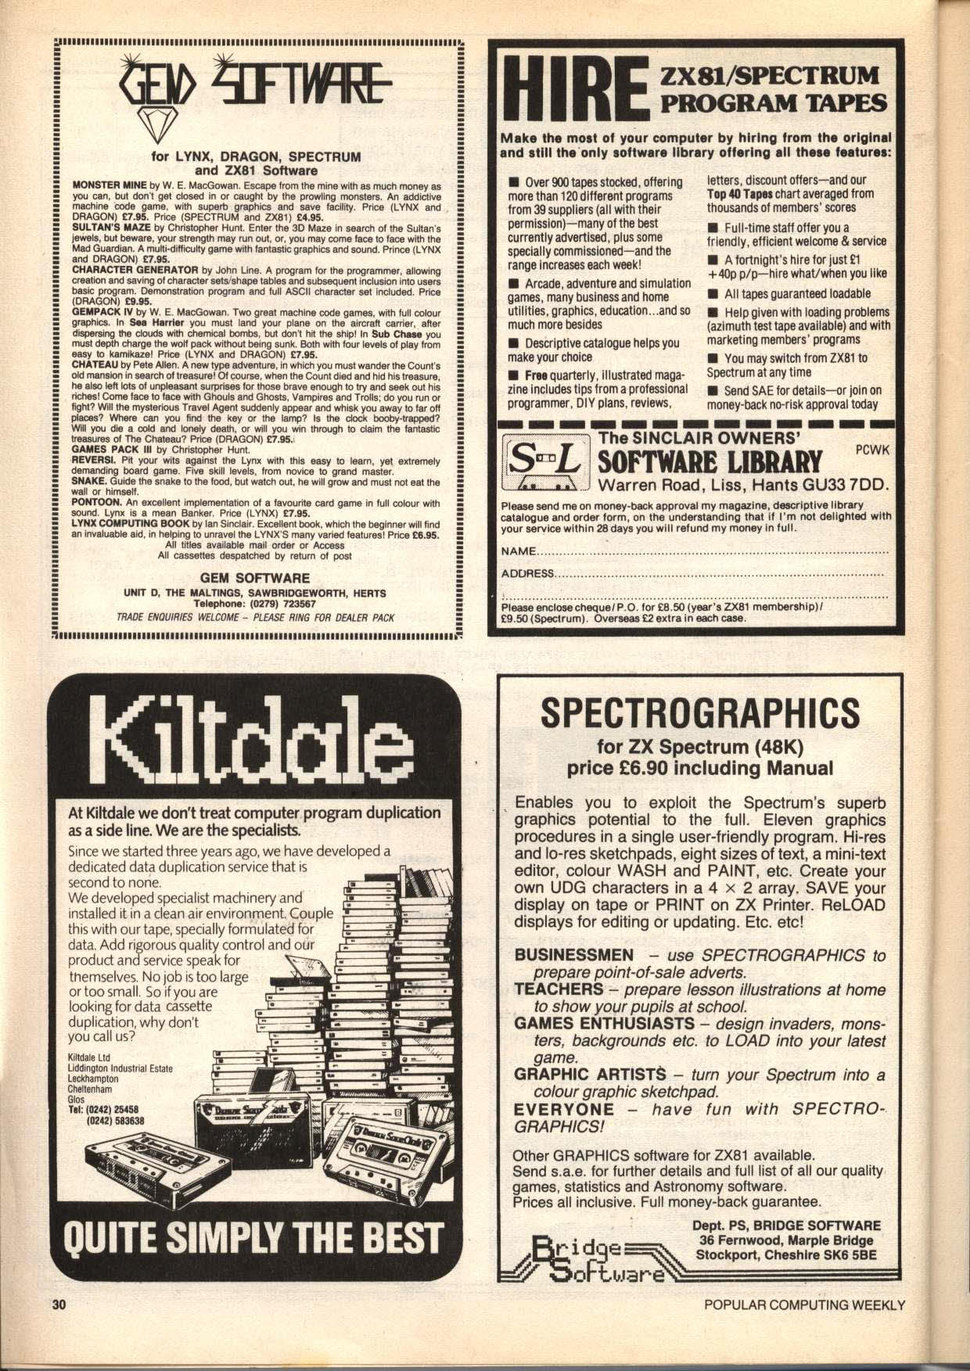 GEM SOFTWARE
for LYNX, DRAGON, SPECTRUM
and ZX81 Software
MONSTER MINE by W. E. MacGowan. Escape from the mine with as much money as
you can, but don't get closed in or caught by the prowling monsters. An addictive
machine code game, with superb graphics and save facility. Price (LYNX and
DRAGON) £7.95. Price (SPECTRUM and ZX81) £4.95.
SULTAN'S MAZE by Christopher Hunt. Enter the 3D Maze in search of the Sultan's
jewels, but beware, your strength may run out, or, you may come face to face with the
Mad Guardian. A multi-difficulty game with fantastic graphics and sound. Prince (LYNX
and DRAGON) £7.95.
CHARACTER GENERATOR by John Line. A program for the programmer, allowing
creation and saving of character sets/shape tables and subsequent inclusion into users
basic program. Demonstration program and full ASCII character set included. Price
(DRAGON) £9.95.
GEMPACK IV by W. E. MacGowan. Two great machine code games, with full colour
graphics. In Sea Harrier you must land your plane on the aircraft carrier, after
dispersing the clouds with chemical bombs, but don't hit the ship! In Sub Chase you
must depth charge the wolf pack without being sunk. Both with four levels of play from
easy to kamikaze! Price (LYNX and DRAGON) £7.95.
CHATEAU by Pete Allen. A new type adventure, in which you must wander the Count's
old mansion in search of treasure! Of course, when the Count died and hid his treasure,
he also left lots of unpleasant surprises for those brave enough to try and seek out his
riches! Come face to face with Ghouls and Ghosts, Vampires and Trolls; do you run or
fight? Will the mysterious Travel Agent suddenly appear and whisk you away to far off
places? Where can you find the key or the lamp? Is the clock booby-trapped?
Will you die a cold and lonely death, or will you win through to claim the fantastic
treasures of The Chateau? Price (DRAGON) £7.95.
GAMES PACK III by Christopher Hunt.
REVERSI. Pit your wits against the Lynx with this easy to learn, yet extremely
demanding board game. Five skill levels, from novice to grand master.
SNAKE. Guide the snake to the food, but watch out, he will grow and must not eat the
wall or himself.
PONTOON. An excellent implementation of a favourite card game in full colour with
sound. Lynx is a mean Banker. Price (LYNX) £7.95.
LYNX COMPUTING BOOK by Ian Sinclair. Excellent book, which the beginner will find
an invaluable aid, in helping to unravel the LYNX'S many varied features! Price £6.95.
All titles available mail order or Access
All cassettes despatched by return of post
GEM SOFTWARE
UNIT D, THE MALTINGS, SAWBRIDGEWORTH, HERTS
Telephone: (0279) 723567
TRADE ENQUIRIES WELCOME – PLEASE RING FOR DEALER PACK
HIRE ZX81/SPECTRUM
PROGRAM TAPES
Make the most of your computer by hiring from the original
and still the only software library offering all these features:
■ Over 900 tapes stocked, offering
more than 120 different programs
from 39 suppliers (all with their
permission)—many of the best
currently advertised, plus some
specially commissioned—and the
range increases each week!
■ Arcade, adventure and simulation
games, many business and home
utilities, graphics, education...and so
much more besides
■ Descriptive catalogue helps you
make your choice
■ Free quarterly, illustrated maga-
zine includes tips from a professional
programmer, DIY plans, reviews,
letters, discount offers—and our
Top 40 Tapes chart averaged from
thousands of members' scores
■ Full-time staff offer you a
friendly, efficient welcome & service
■ A fortnight's hire for just £1
+40p p/p—hire what/when you like
■ All tapes guaranteed loadable
■ Help given with loading problems
(azimuth test tape available) and with
marketing members' programs
■ You may switch from ZX81 to
Spectrum at any time
■ Send SAE for details—or join on
money-back no-risk approval today
S L
The SINCLAIR OWNERS' PCWK
SOFTWARE LIBRARY
Warren Road, Liss, Hants GU33 7DD.
Please send me on money-back approval my magazine, descriptive library
catalogue and order form, on the understanding that if I'm not delighted with
your service within 28 days you will refund my money in full.
NAME
ADDRESS
Please enclose cheque/P.O. for £8.50 (year's ZX81 membership)/
£9.50 (Spectrum). Overseas £2 extra in each case.
Kiltdale
At Kiltdale we don't treat computer program duplication
as a side line. We are the specialists.
Since we started three years ago, we have developed a
dedicated data duplication service that is
second to none.
We developed specialist machinery and
installed it in a clean air environment. Couple
this with our tape, specially formulated for
data. Add rigorous quality control and our
product and service speak for
themselves. No job is too large
or too small. So if you are
looking for data cassette
duplication, why don't
you call us?
Kiltdale Ltd
Liddington Industrial Estate
Leckhampton
Cheltenham
Glos
Tel: (0242) 25458
(0242) 583638
QUITE SIMPLY THE BEST
SPECTROGRAPHICS
for ZX Spectrum (48K)
price £6.90 including Manual
Enables you to exploit the Spectrum's superb
graphics potential to the full. Eleven graphics
procedures in a single user-friendly program. Hi-res
and lo-res sketchpads, eight sizes of text, a mini-text
editor, colour WASH and PAINT, etc. Create your
own UDG characters in a 4 × 2 array. SAVE your
display on tape or PRINT on ZX Printer. ReLOAD
displays for editing or updating. Etc. etc!
BUSINESSMEN – use SPECTROGRAPHICS to
prepare point-of-sale adverts.
TEACHERS – prepare lesson illustrations at home
to show your pupils at school.
GAMES ENTHUSIASTS – design invaders, mons-
ters, backgrounds etc. to LOAD into your latest
game.
GRAPHIC ARTISTS – turn your Spectrum into a
colour graphic sketchpad.
EVERYONE – have fun with SPECTRO-
GRAPHICS!
Other GRAPHICS software for ZX81 available.
Send s.a.e. for further details and full list of all our quality
games, statistics and Astronomy software.
Prices all inclusive. Full money-back guarantee.
Dept. PS, BRIDGE SOFTWARE
36 Fernwood, Marple Bridge
Stockport, Cheshire SK6 5BE
Bridge
Software
30
POPULAR COMPUTING WEEKLY